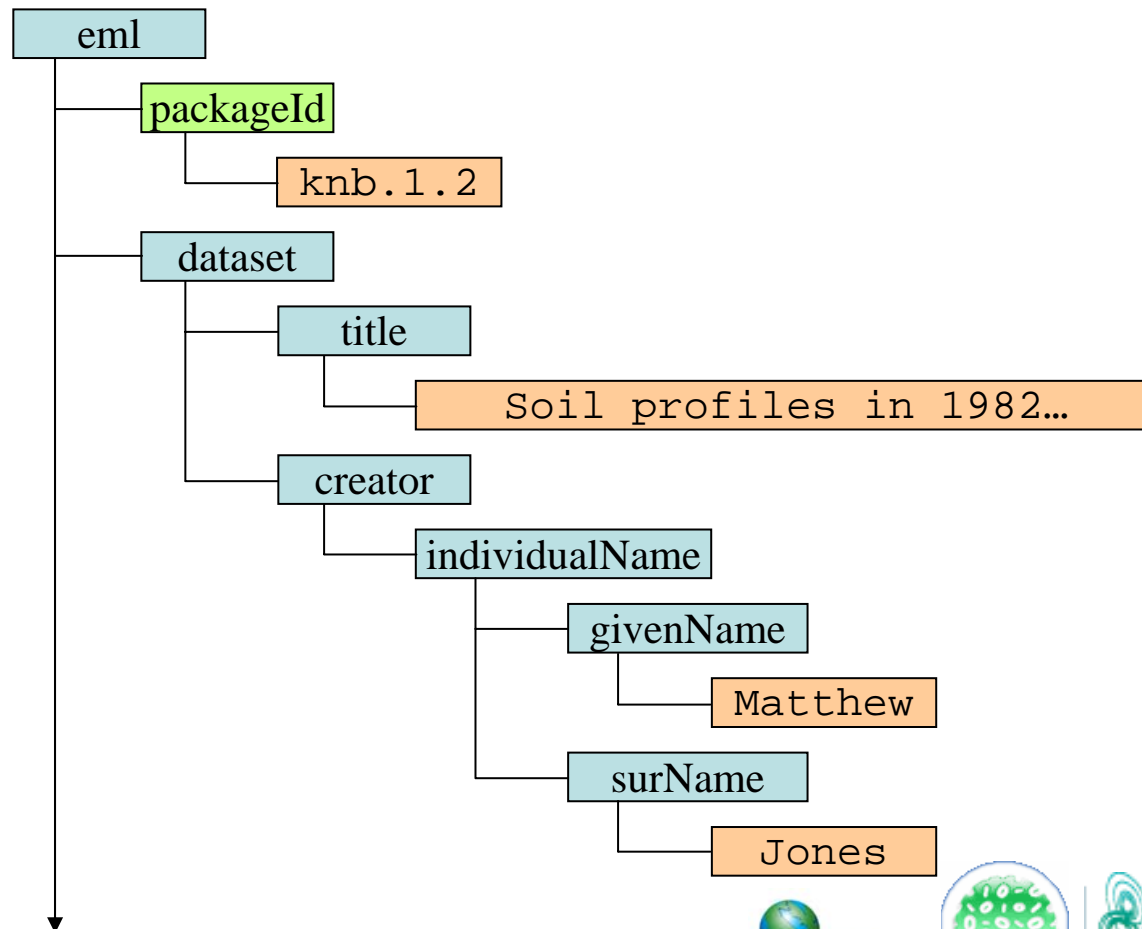 eml
packageId
knb.1.2
dataset
title
Soil profiles in 1982…
creator
individualName
givenName
Matthew
surName
Jones